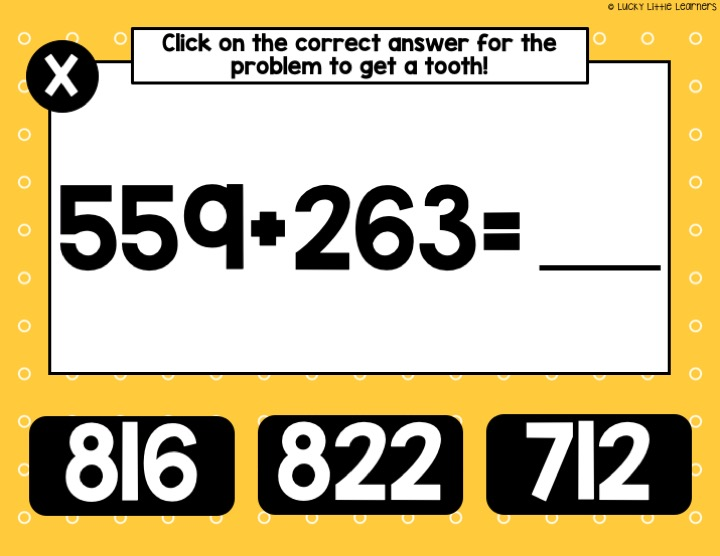 © Lucky Little Learners
Click on the correct answer for the
problem to get a tooth!
X
559+263= ___
816
822
712